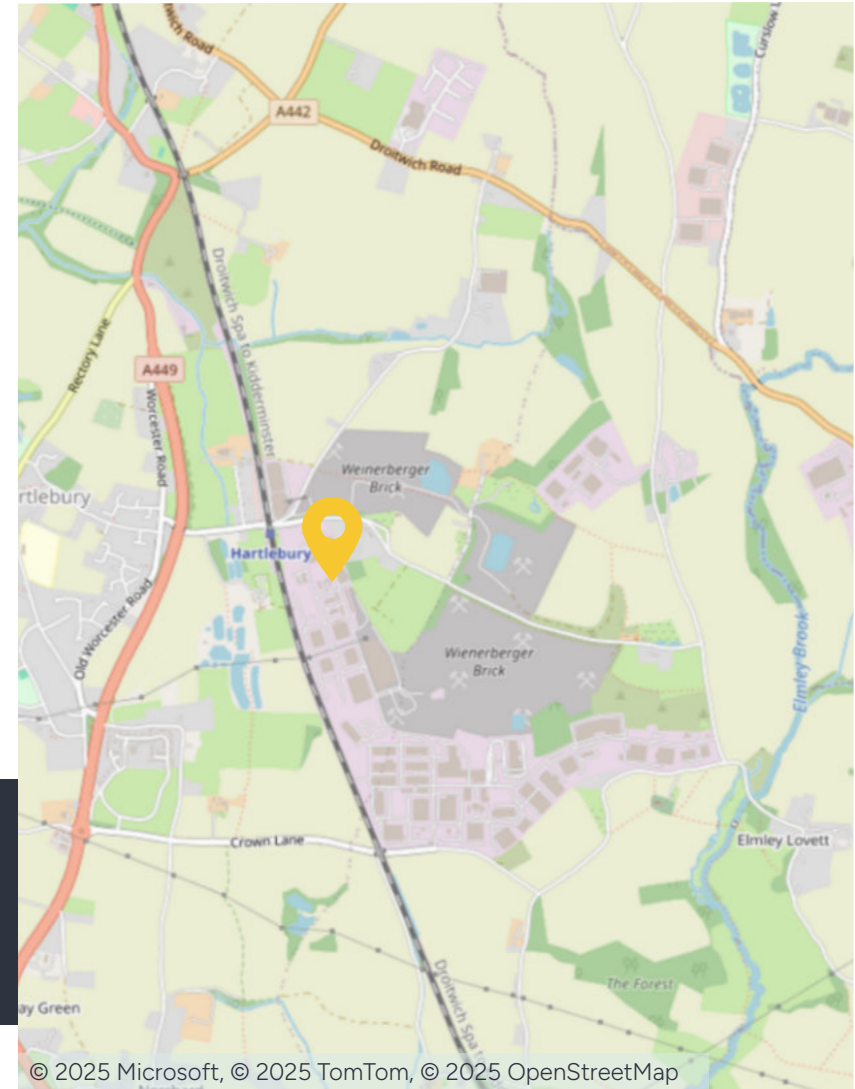 wich Road
A442
Droitwich Road
Curslow L
Droitwich Spa to Kidderminster
Rectory Lane
A449
Worcester Road
Weinerberger
Brick
rtlebury
Hartlebury
Old Worcester Road
Wienerberger
Brick
Elmley Brook
Crown Lane
Elmley Lovett
Droitwich Spa to
The Forest
ay Green
© 2025 Microsoft, © 2025 TomTom, © 2025 OpenStreetMap